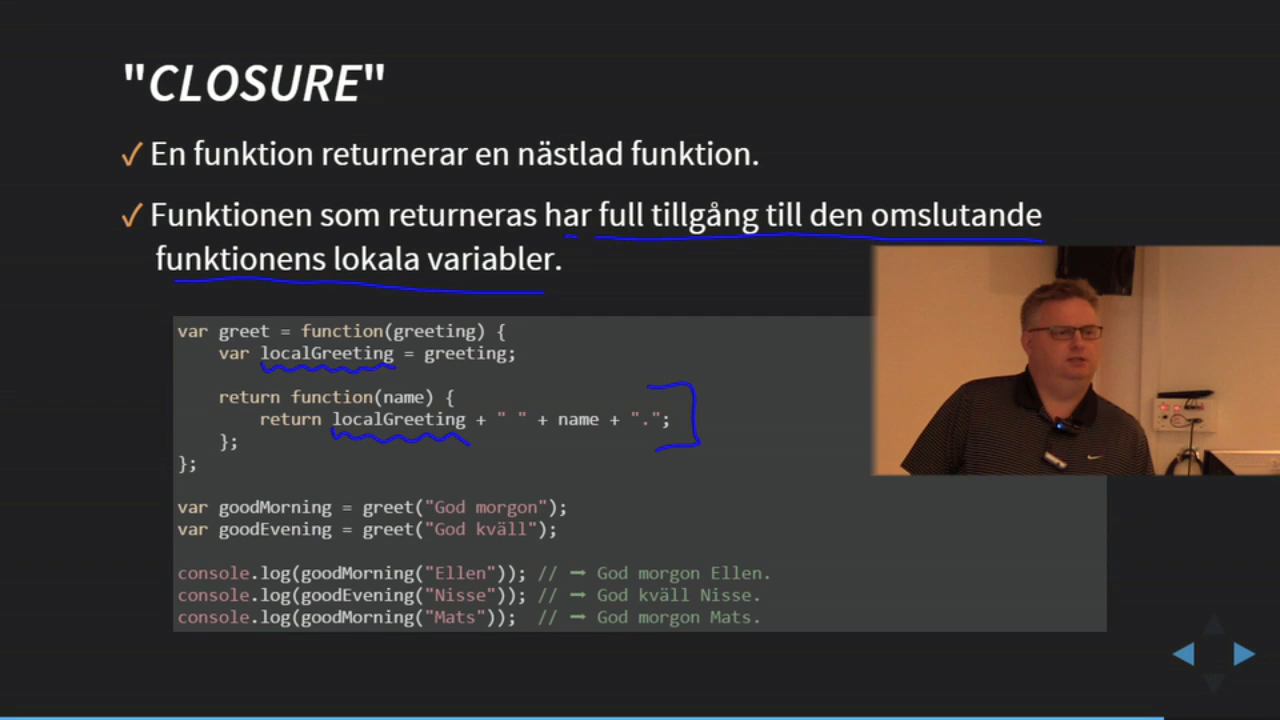 "CLOSURE"
✓ En funktion returnerar en nästlad funktion.
✓ Funktionen som returneras har full tillgång till den omslutande
funktionens lokala variabler.
var greet = function(greeting) {
    var localGreeting = greeting;
    return function(name) {
        return localGreeting + " " + name + ".";
    };
};
var goodMorning = greet("God morgon");
var goodEvening = greet("God kväll");
console.log(goodMorning("Ellen")); // ➞ God morgon Ellen.
console.log(goodEvening("Nisse")); // ➞ God kväll Nisse.
console.log(goodMorning("Mats"));  // ➞ God morgon Mats.